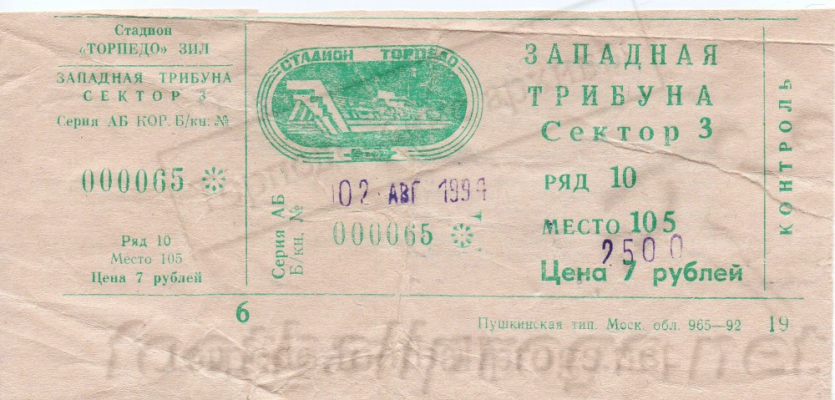 Стадион
«ТОРПЕДО» ЗИЛ
ЗАПАДНАЯ ТРИБУНА
СЕКТОР 3
Серия АБ КОР. Б/кн. №
000065
Ряд 10
Место 105
Цена 7 рублей
СТАДИОН ТОРПЕДО
Серия АБ
Б/кн. №
02 АВГ 1994
000065
6
ЗАПАДНАЯ
ТРИБУНА
Сектор 3
РЯД 10
МЕСТО 105
2500
Цена 7 рублей
Пушкинская тип. Моск. обл. 965—92
19
КОНТРОЛЬ